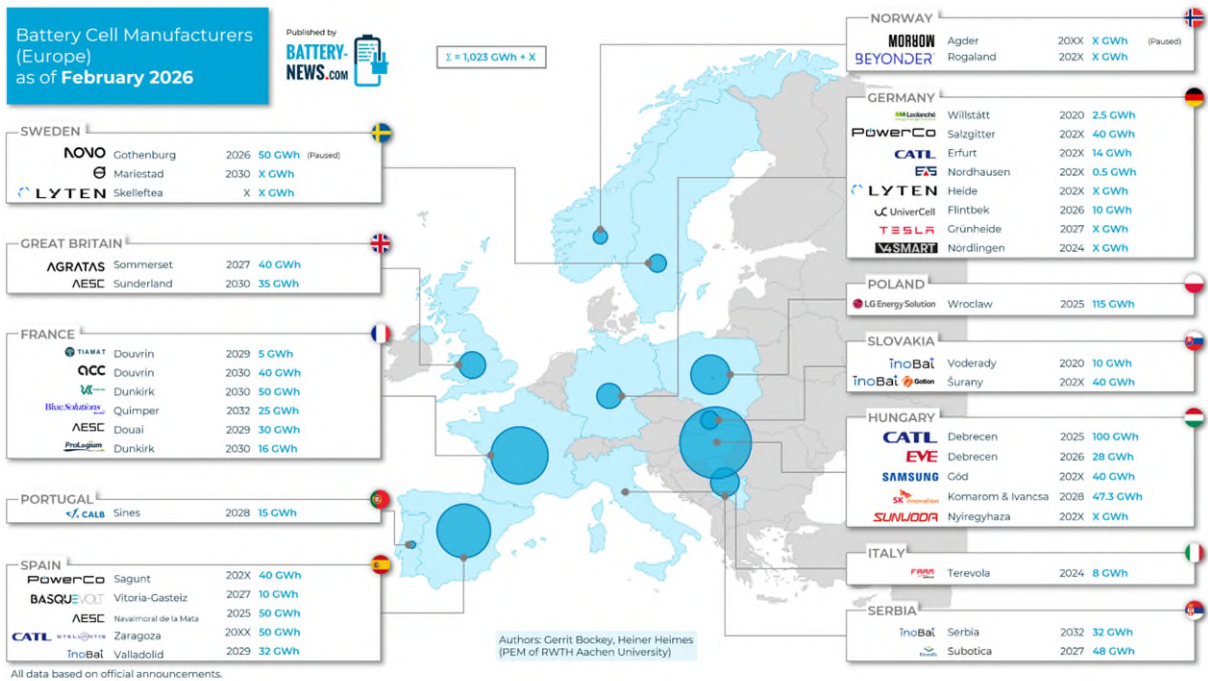 Battery Cell Manufacturers
(Europe)
as of February 2026
Published by
BATTERY-
NEWS.COM
Σ = 1,023 GWh + X
SWEDEN
NOVO Gothenburg 2026 50 GWh (Paused)
Mariestad 2030 X GWh
LYTEN Skelleftea X X GWh
GREAT BRITAIN
AGRATAS Sommerset 2027 40 GWh
AESC Sunderland 2030 35 GWh
FRANCE
TIAMAT Douvrin 2029 5 GWh
acc Douvrin 2030 40 GWh
Dunkirk 2030 50 GWh
BlueSolutions Quimper 2032 25 GWh
AESC Douai 2029 30 GWh
ProLogium Dunkirk 2030 16 GWh
PORTUGAL
CALB Sines 2028 15 GWh
SPAIN
POWERCO Sagunt 202X 40 GWh
BASQUEVOLT Vitoria-Gasteiz 2027 10 GWh
AESC Navalmoral de la Mata 2025 50 GWh
CATL STELLANTIS Zaragoza 20XX 50 GWh
InoBat Valladolid 2029 32 GWh
All data based on official announcements.
Authors: Gerrit Bockey, Heiner Heimes
(PEM of RWTH Aachen University)
NORWAY
MORROW Agder 20XX X GWh (Paused)
BEYONDER Rogaland 202X X GWh
GERMANY
Leclanché Willstätt 2020 2.5 GWh
POWERCO Salzgitter 202X 40 GWh
CATL Erfurt 202X 14 GWh
EAS Nordhausen 202X 0.5 GWh
LYTEN Heide 202X X GWh
UniverCell Flintbek 2026 10 GWh
TESLA Grünheide 2027 X GWh
V4SMART Nördlingen 2024 X GWh
POLAND
LG Energy Solution Wroclaw 2025 115 GWh
SLOVAKIA
InoBat Voderady 2020 10 GWh
InoBat Gotion Šurany 202X 40 GWh
HUNGARY
CATL Debrecen 2025 100 GWh
EVE Debrecen 2026 28 GWh
SAMSUNG Göd 202X 40 GWh
SK innovation Komarom & Ivancsa 2028 47.3 GWh
SUNWODA Nyiregyhaza 202X X GWh
ITALY
FAAM Terevola 2024 8 GWh
SERBIA
InoBat Serbia 2032 32 GWh
Subotica 2027 48 GWh